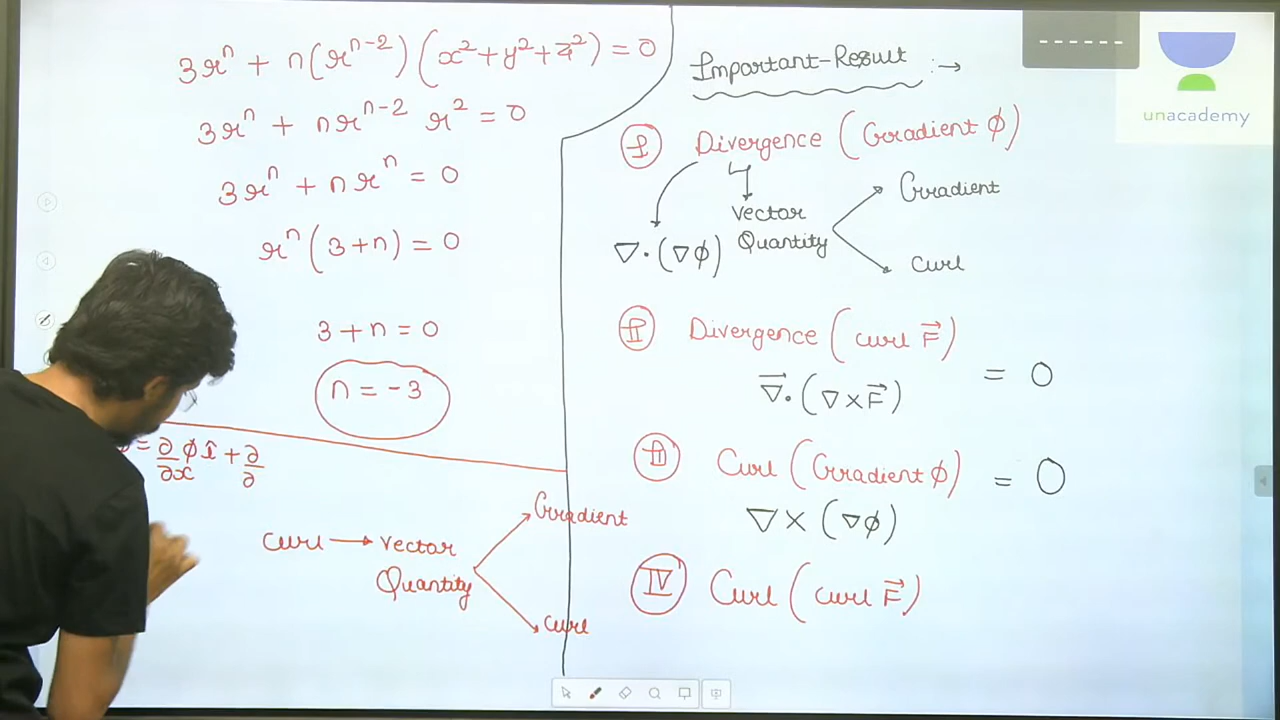 3r^n + n(r^{n-2})(x²+y²+z²) = 0
3r^n + nr^{n-2} r² = 0
3r^n + nr^n = 0
r^n(3+n) = 0
3+n = 0
n = -3
= ∂/∂x φ î + ∂/∂
Curl → Vector Quantity
Gradient
Curl
Important-Result :→
I Divergence (Gradient φ)
∇·(∇φ)
Vector Quantity
Gradient
Curl
II Divergence (Curl F⃗)
∇⃗·(∇×F⃗) = 0
III Curl (Gradient φ) = 0
∇×(∇φ)
IV Curl (Curl F⃗)
------
unacademy